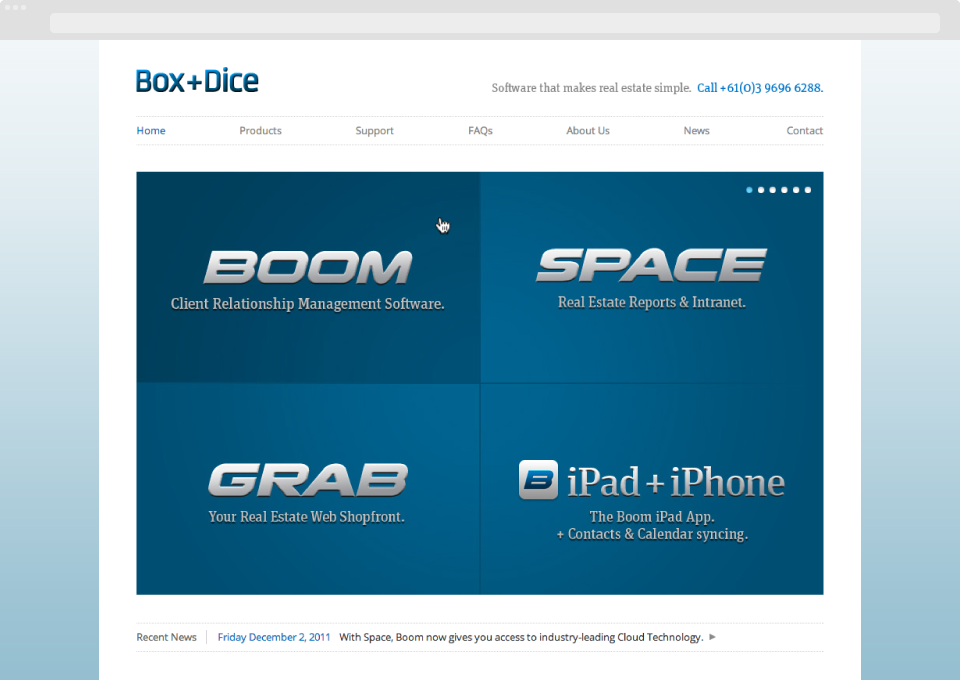 Box+Dice
Software that makes real estate simple. Call +61(0)3 9696 6288.
Home Products Support FAQs About Us News Contact
BOOM
Client Relationship Management Software.
SPACE
Real Estate Reports & Intranet.
GRAB
Your Real Estate Web Shopfront.
B iPad + iPhone
The Boom iPad App.
+ Contacts & Calendar syncing.
Recent News Friday December 2, 2011 With Space, Boom now gives you access to industry-leading Cloud Technology.